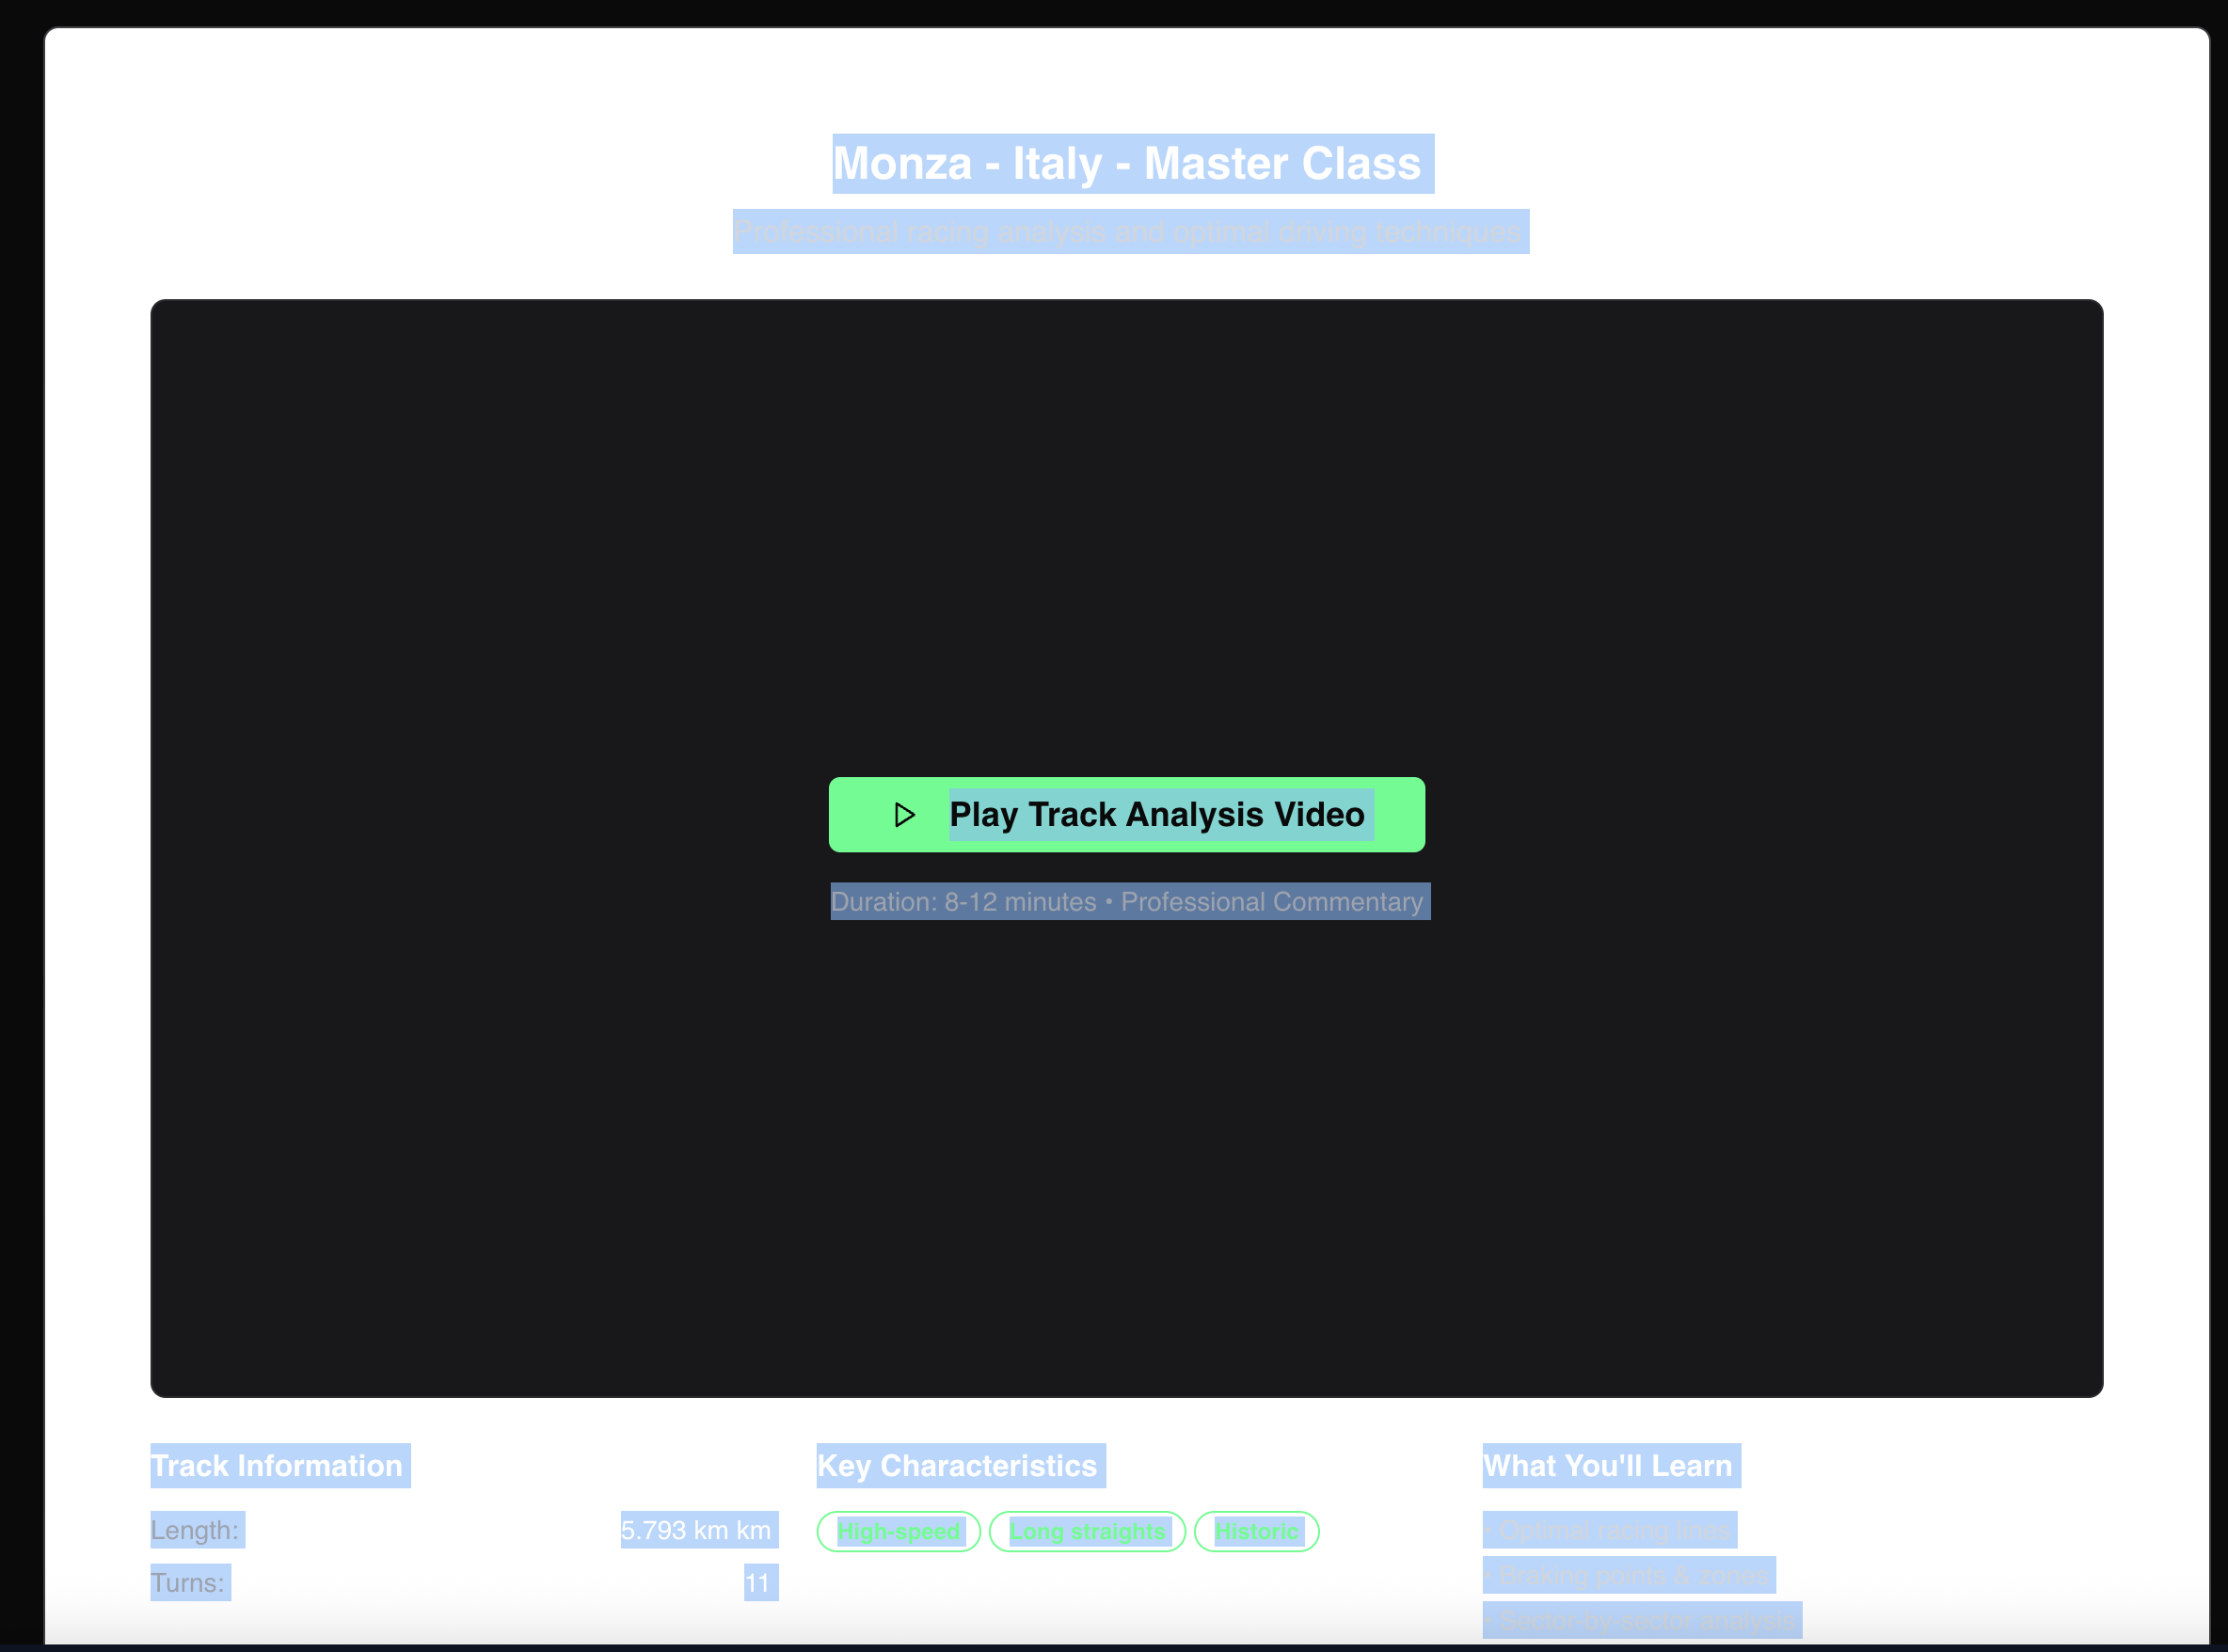 Monza - Italy - Master Class
Professional racing analysis and optimal driving techniques
Play Track Analysis Video
Duration: 8-12 minutes • Professional Commentary
Track Information
Length: 5.793 km km
Turns: 11
Key Characteristics
High-speed Long straights Historic
What You'll Learn
• Optimal racing lines
• Braking points & zones
• Sector-by-sector analysis